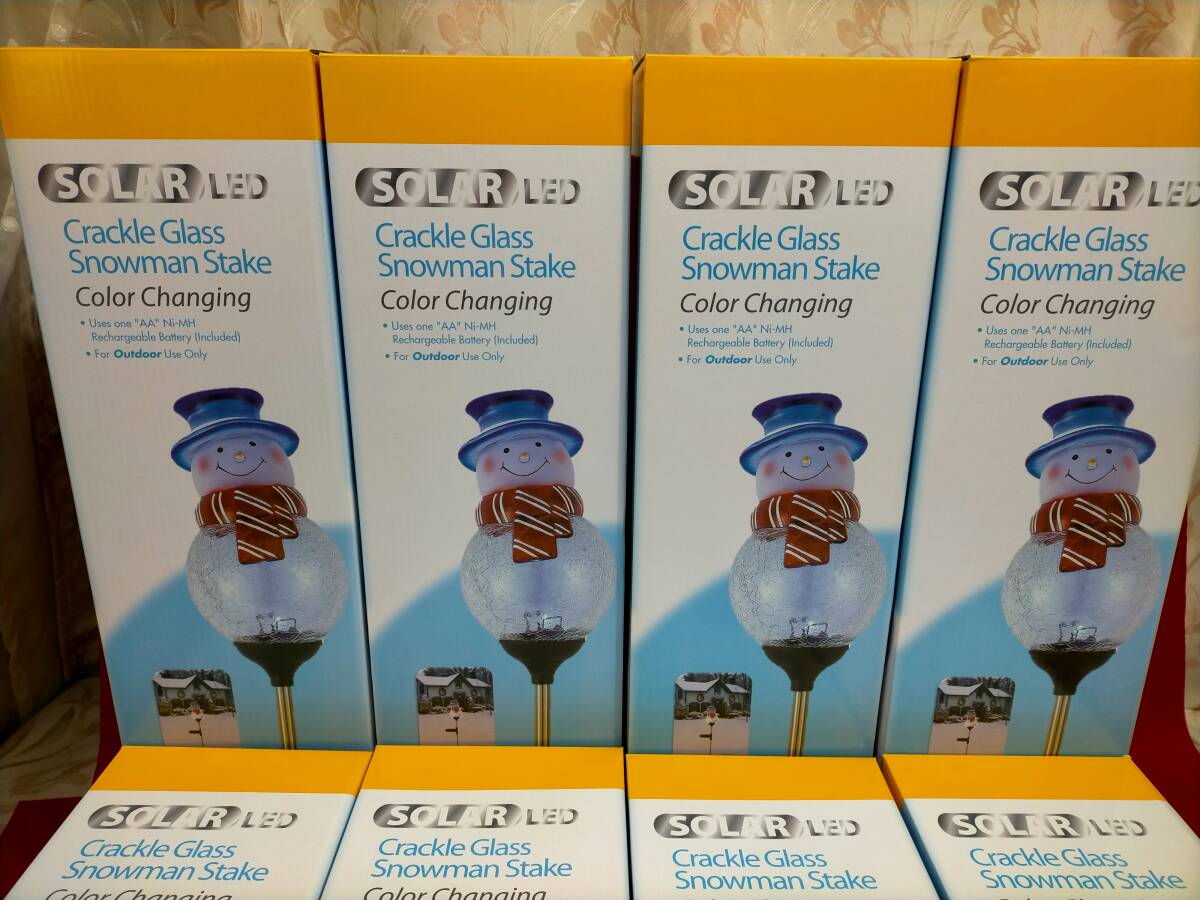 SOLAR LED
Crackle Glass
Snowman Stake
Color Changing
• Uses one "AA" Ni-MH
Rechargeable Battery (Included)
• For Outdoor Use Only
SOLAR LED
Crackle Glass
Snowman Stake
Color Changing
• Uses one "AA" Ni-MH
Rechargeable Battery (Included)
• For Outdoor Use Only
SOLAR LED
Crackle Glass
Snowman Stake
Color Changing
• Uses one "AA" Ni-MH
Rechargeable Battery (Included)
• For Outdoor Use Only
SOLAR LED
Crackle Glass
Snowman Stake
Color Changing
• Uses one "AA" Ni-MH
Rechargeable Battery (Included)
• For Outdoor Use Only
SOLAR LED
Crackle Glass
Snowman Stake
Color Changing
SOLAR LED
Crackle Glass
Snowman Stake
Color Changing
SOLAR LED
Crackle Glass
Snowman Stake
SOLAR LED
Crackle Glass
Snowman Stake